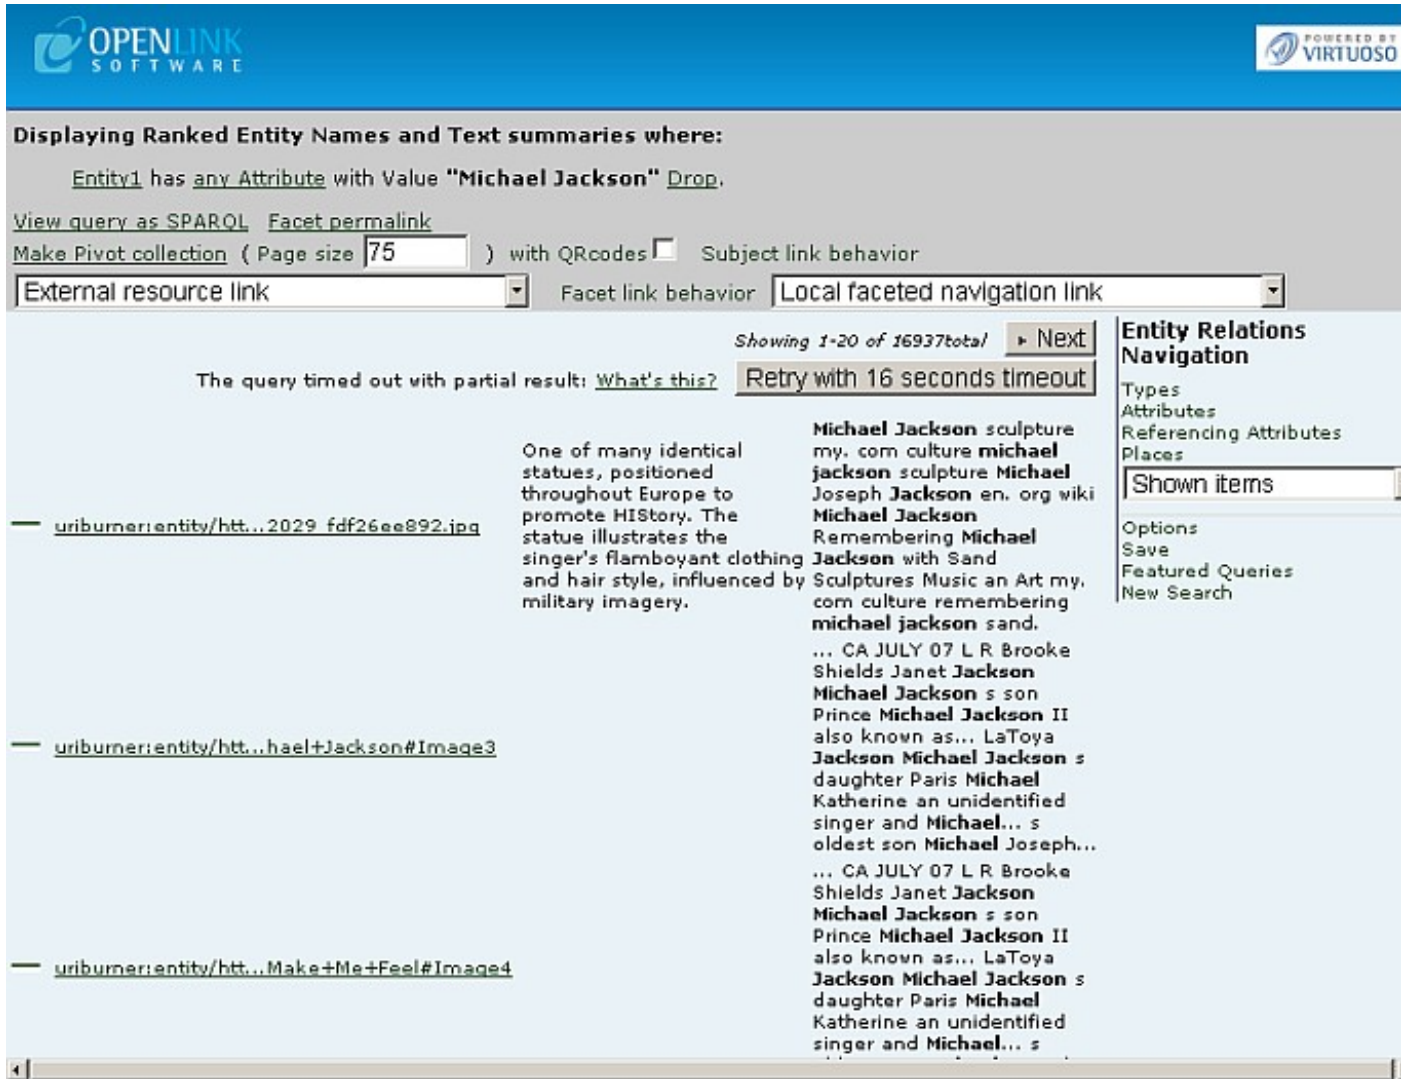 OPENLINK
SOFTWARE
POWERED BY
VIRTUOSO
Displaying Ranked Entity Names and Text summaries where:
Entity1 has any Attribute with Value "Michael Jackson" Drop.
View query as SPARQL Facet permalink
Make Pivot collection ( Page size 75 ) with QRcodes Subject link behavior
External resource link Facet link behavior Local faceted navigation link
Showing 1-20 of 16937total Next
The query timed out with partial result: What's this? Retry with 16 seconds timeout
uriburner:entity/htt...2029_fdf26ee892.jpg
One of many identical
statues, positioned
throughout Europe to
promote HIStory. The
statue illustrates the
singer's flamboyant clothing
and hair style, influenced by
military imagery.
Michael Jackson sculpture
my. com culture michael
jackson sculpture Michael
Joseph Jackson en. org wiki
Michael Jackson
Remembering Michael
Jackson with Sand
Sculptures Music an Art my.
com culture remembering
michael jackson sand.
uriburner:entity/htt...hael+Jackson#Image3
... CA JULY 07 L R Brooke
Shields Janet Jackson
Michael Jackson s son
Prince Michael Jackson II
also known as... LaToya
Jackson Michael Jackson s
daughter Paris Michael
Katherine an unidentified
singer and Michael... s
oldest son Michael Joseph...
uriburner:entity/htt...Make+Me+Feel#Image4
... CA JULY 07 L R Brooke
Shields Janet Jackson
Michael Jackson s son
Prince Michael Jackson II
also known as... LaToya
Jackson Michael Jackson s
daughter Paris Michael
Katherine an unidentified
singer and Michael... s
Entity Relations
Navigation
Types
Attributes
Referencing Attributes
Places
Shown items
Options
Save
Featured Queries
New Search